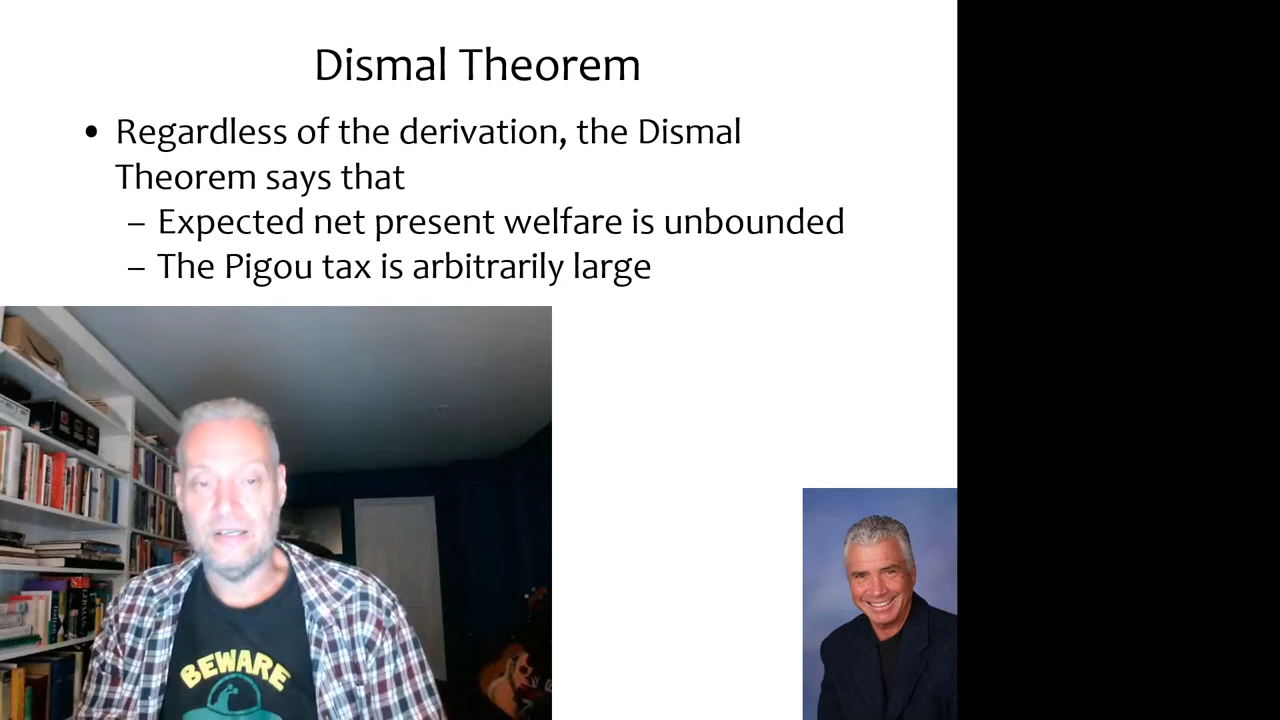 Dismal Theorem
• Regardless of the derivation, the Dismal
Theorem says that
– Expected net present welfare is unbounded
– The Pigou tax is arbitrarily large
BEWARE